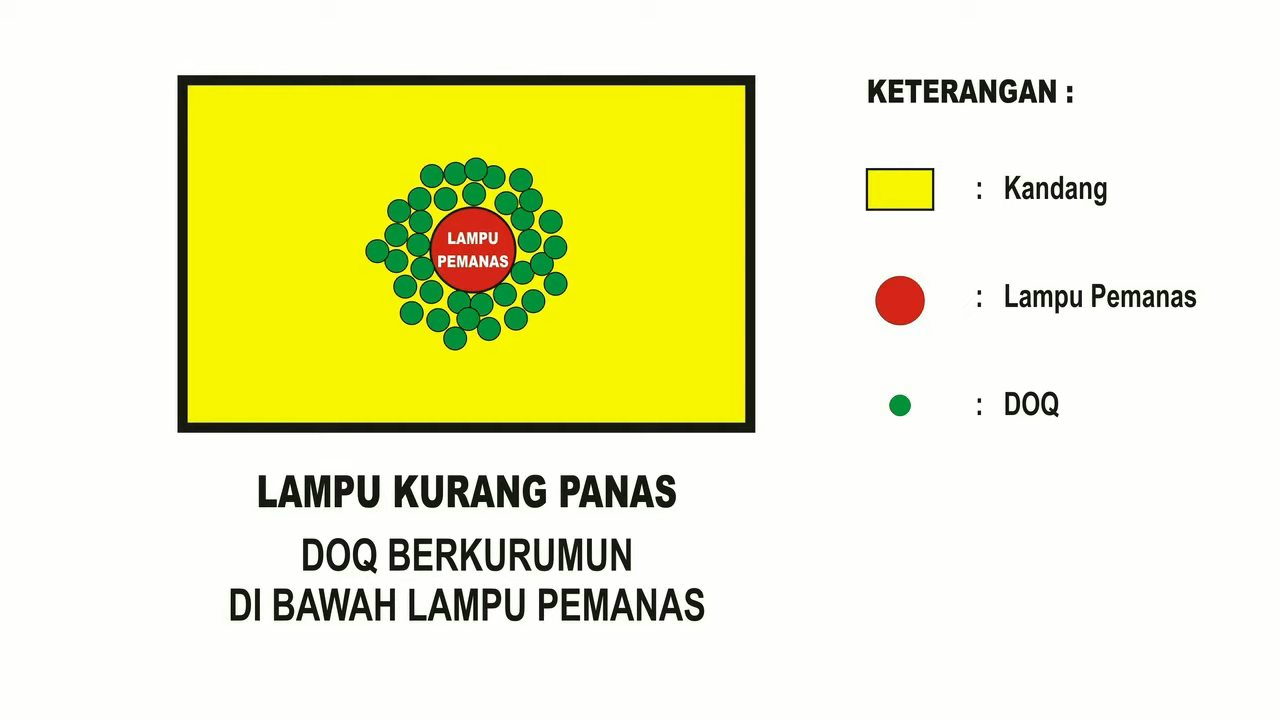 LAMPU
PEMANAS
LAMPU KURANG PANAS
DOQ BERKURUMUN
DI BAWAH LAMPU PEMANAS
KETERANGAN :
: Kandang
: Lampu Pemanas
: DOQ